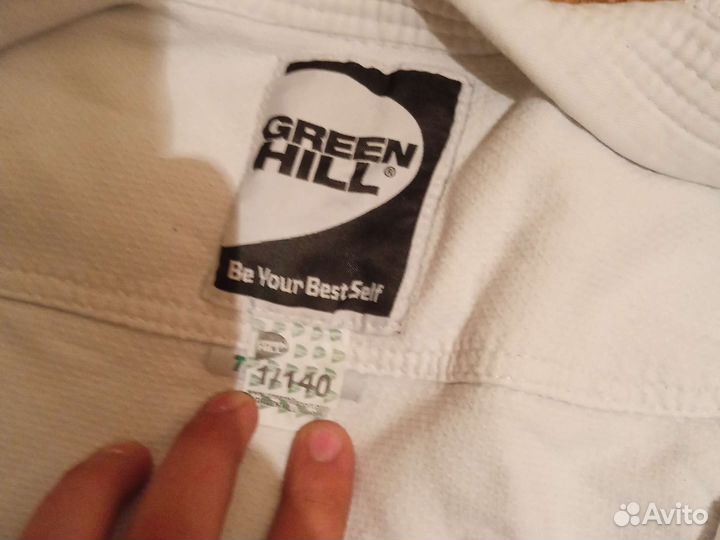 GREEN
HILL®
Be Your Best Self
1/140
Avito